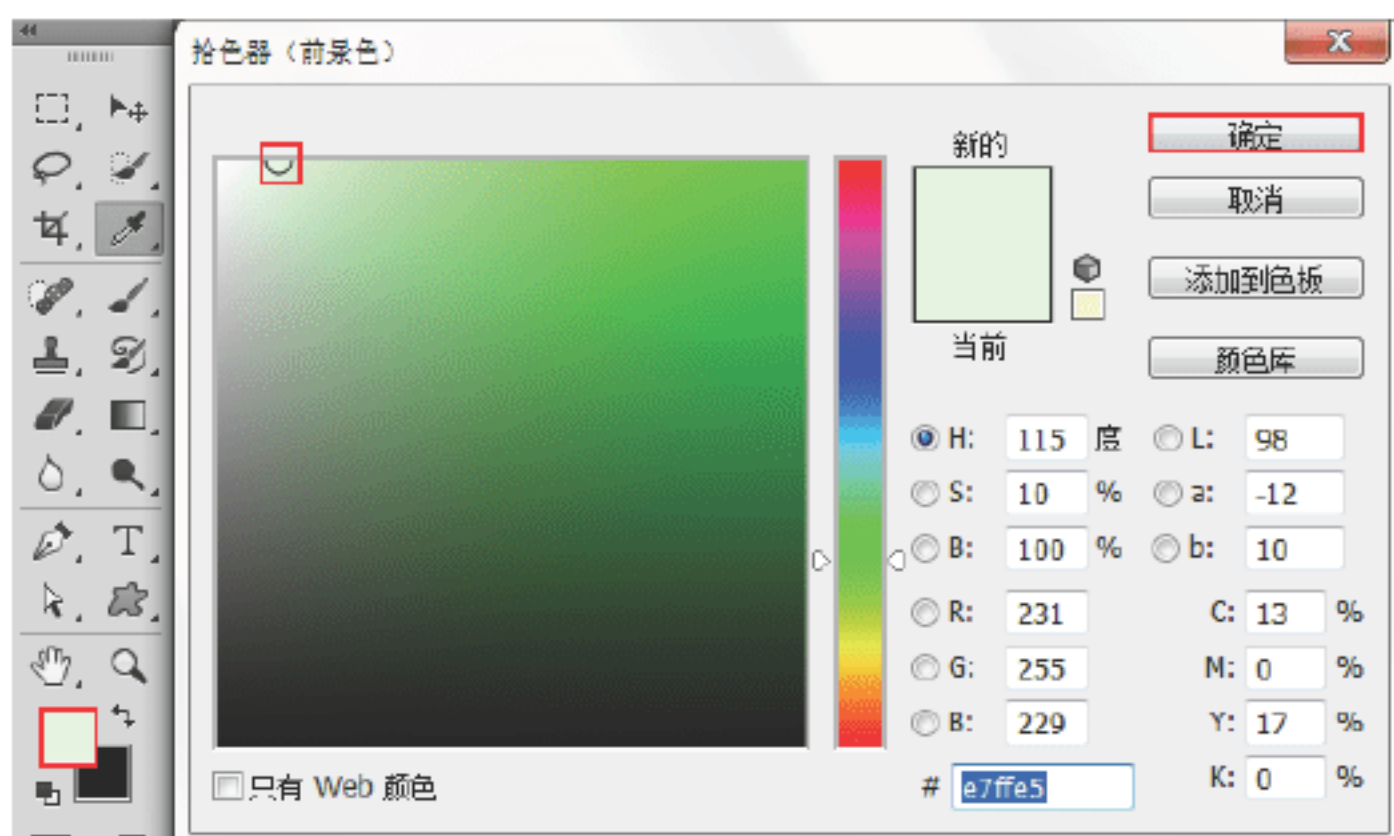 拾色器（前景色）
新的
当前
确定
取消
添加到色板
颜色库
H: 115 度 L: 98
S: 10 % a: -12
B: 100 % b: 10
R: 231 C: 13 %
G: 255 M: 0 %
B: 229 Y: 17 %
# e7ffe5 K: 0 %
只有 Web 颜色